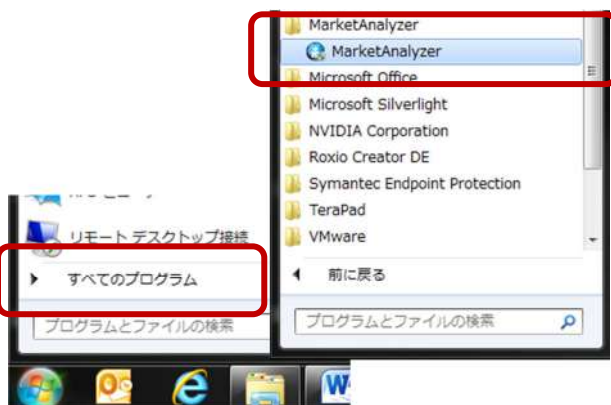 MarketAnalyzer
MarketAnalyzer
Microsoft Office
Microsoft Silverlight
NVIDIA Corporation
Roxio Creator DE
Symantec Endpoint Protection
TeraPad
VMware
前に戻る
プログラムとファイルの検索
リモート デスクトップ接続
すべてのプログラム
プログラムとファイルの検索